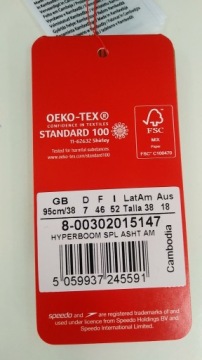 OEKO-TEX®
CONFIDENCE IN TEXTILES
STANDARD 100
11-62632 Shirley
Tested for harmful substances.
www.oeko-tex.com/standard100
FSC
MIX
Paper
FSC® C109470
GB D F I LatAm Aus
95cm/38 7 46 52 Talla 38 18
8-00302015147
HYPERBOOM SPL ASHT AM
5 059937 245591
Cambodia
speedo and are registered trademarks of and
used under licence from Speedo Holdings BV and
Speedo International Limited.